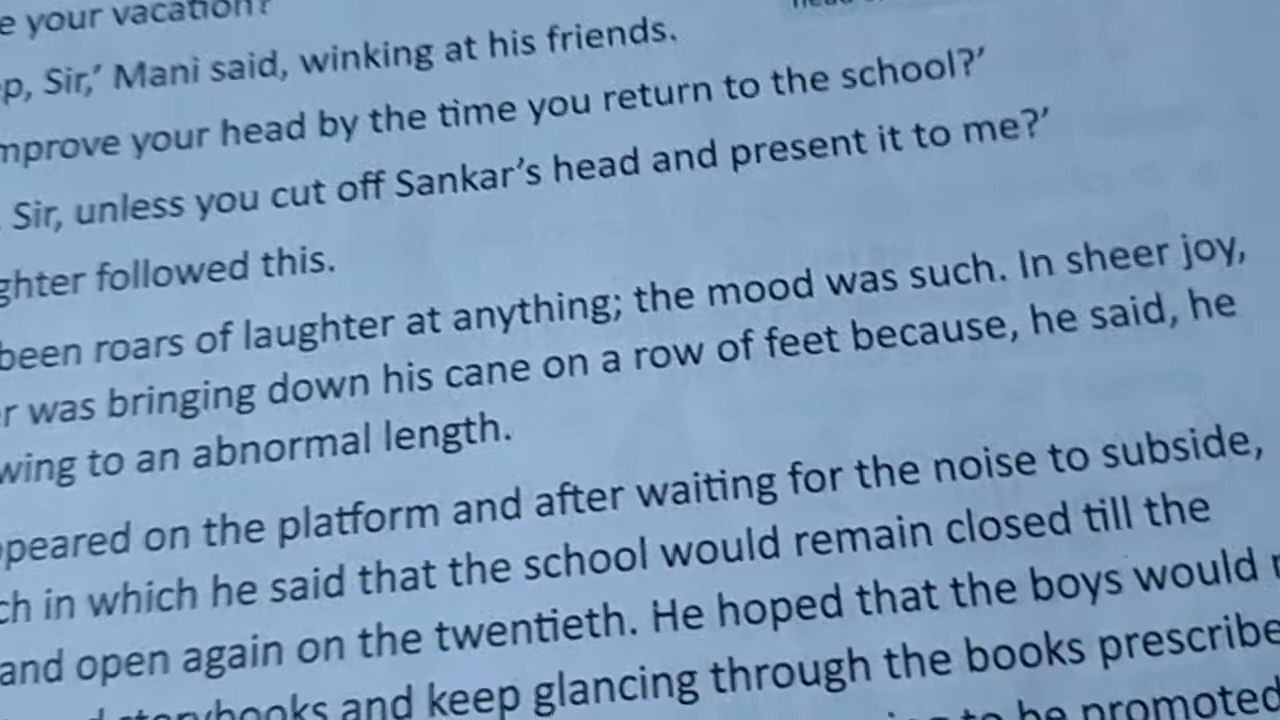 e your vacation?
p, Sir,’ Mani said, winking at his friends.
mprove your head by the time you return to the school?’
Sir, unless you cut off Sankar’s head and present it to me?’
ghter followed this.
been roars of laughter at anything; the mood was such. In sheer joy,
r was bringing down his cane on a row of feet because, he said, he
wing to an abnormal length.
peared on the platform and after waiting for the noise to subside,
ch in which he said that the school would remain closed till the
and open again on the twentieth. He hoped that the boys would
books and keep glancing through the books prescribe
to be promoted